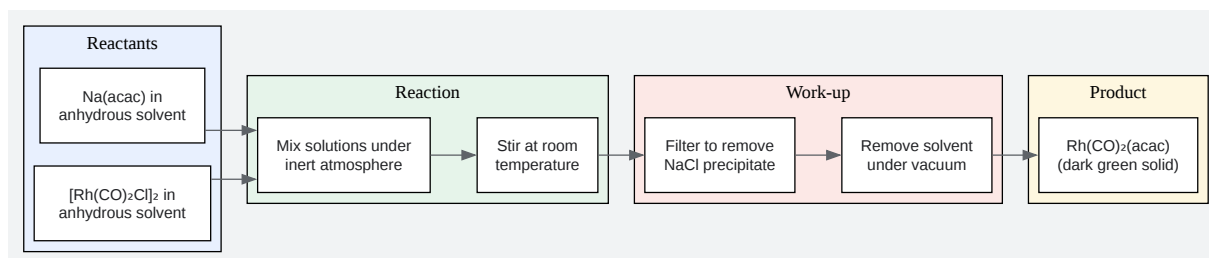 Reactants
Na(acac) in
anhydrous solvent
[Rh(CO)₂Cl]₂ in
anhydrous solvent
Reaction
Mix solutions under
inert atmosphere
Stir at room
temperature
Work-up
Filter to remove
NaCl precipitate
Remove solvent
under vacuum
Product
Rh(CO)₂(acac)
(dark green solid)